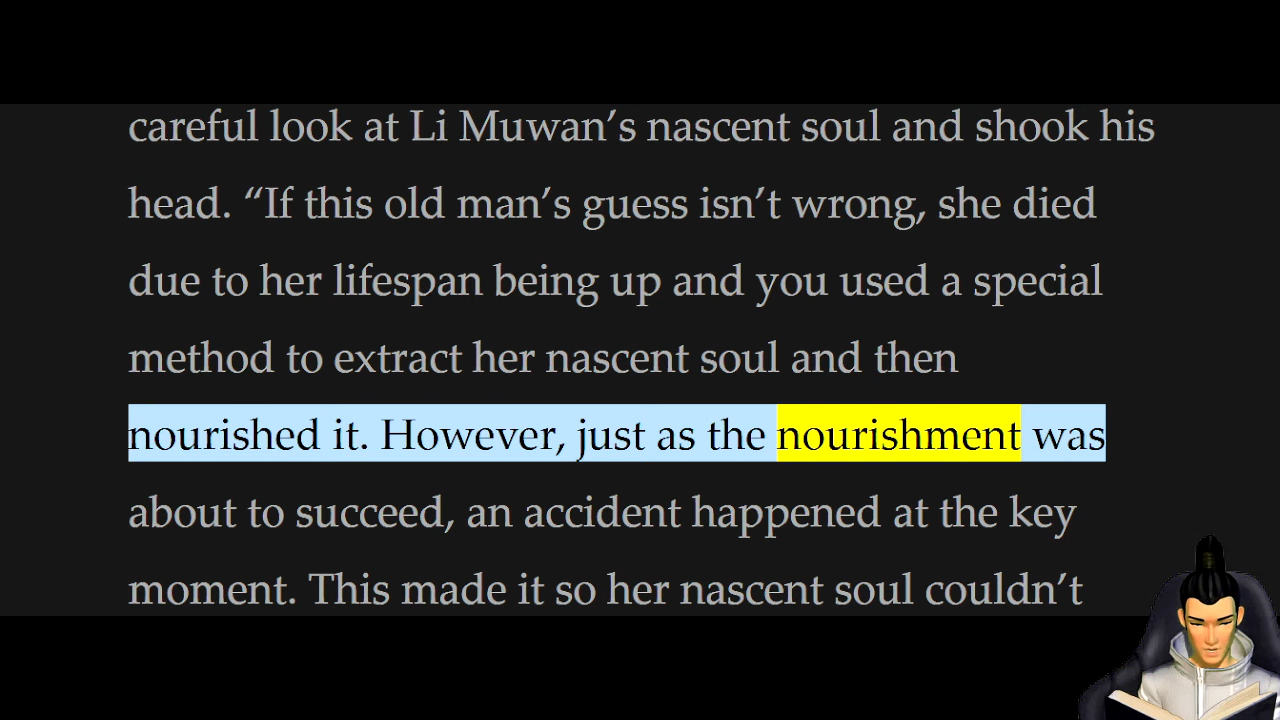 careful look at Li Muwan’s nascent soul and shook his
head. “If this old man’s guess isn’t wrong, she died
due to her lifespan being up and you used a special
method to extract her nascent soul and then
nourished it. However, just as the nourishment was
about to succeed, an accident happened at the key
moment. This made it so her nascent soul couldn’t